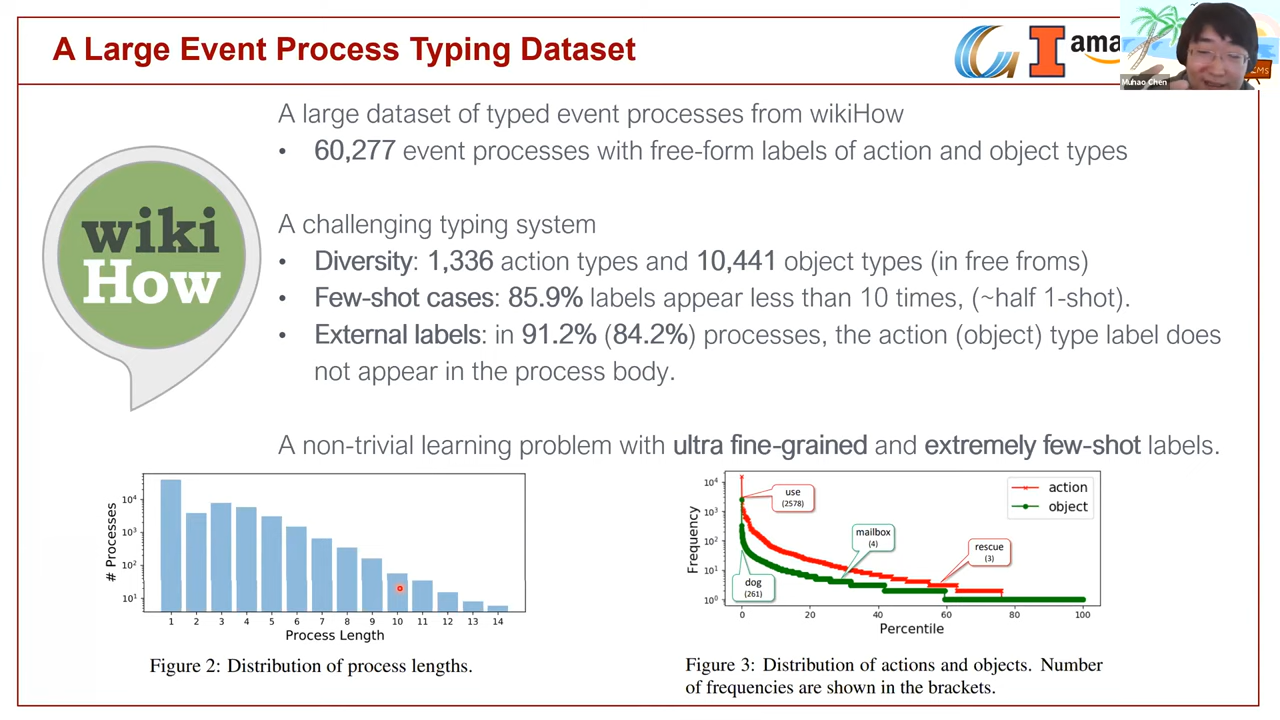 A Large Event Process Typing Dataset
ama
Muhao Chen
A large dataset of typed event processes from wikiHow
• 60,277 event processes with free-form labels of action and object types
wiki
How
A challenging typing system
• Diversity: 1,336 action types and 10,441 object types (in free froms)
• Few-shot cases: 85.9% labels appear less than 10 times, (~half 1-shot).
• External labels: in 91.2% (84.2%) processes, the action (object) type label does
not appear in the process body.
A non-trivial learning problem with ultra fine-grained and extremely few-shot labels.
# Processes
10⁴
10³
10²
10¹
1 2 3 4 5 6 7 8 9 10 11 12 13 14
Process Length
Figure 2: Distribution of process lengths.
Frequency
10⁴
10³
10²
10¹
10⁰
use
(2578)
mailbox
(4)
rescue
(3)
dog
(261)
action
object
0 20 40 60 80 100
Percentile
Figure 3: Distribution of actions and objects. Number
of frequencies are shown in the brackets.